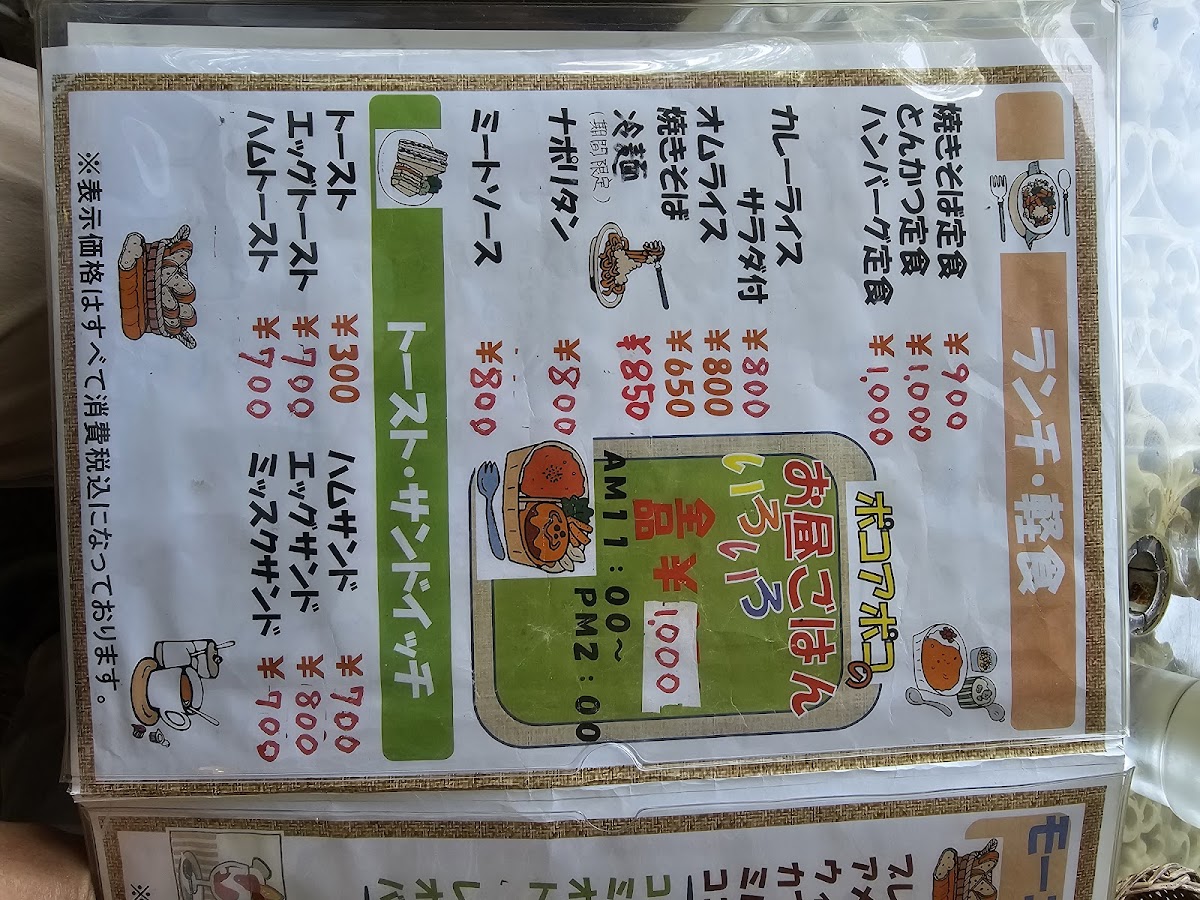 ランチ・軽食
焼きそば定食 ¥900
とんかつ定食 ¥1,000
ハンバーグ定食 ¥1,000
カレーライス
サラダ付 ¥800
オムライス ¥800
焼きそば ¥650
冷麺 ¥850
(期間限定)
ナポリタン ¥800
ミートソース ¥800
ポコアポコの
お昼ごはん
いろいろ
全品 ¥1,000
AM11:00~
PM2:00
トースト・サンドイッチ
トースト ¥300
エッグトースト ¥700
ハムトースト ¥700
ハムサンド ¥700
エッグサンド ¥800
ミッスクサンド ¥900
※表示価格はすべて消費税込になっております。
モー